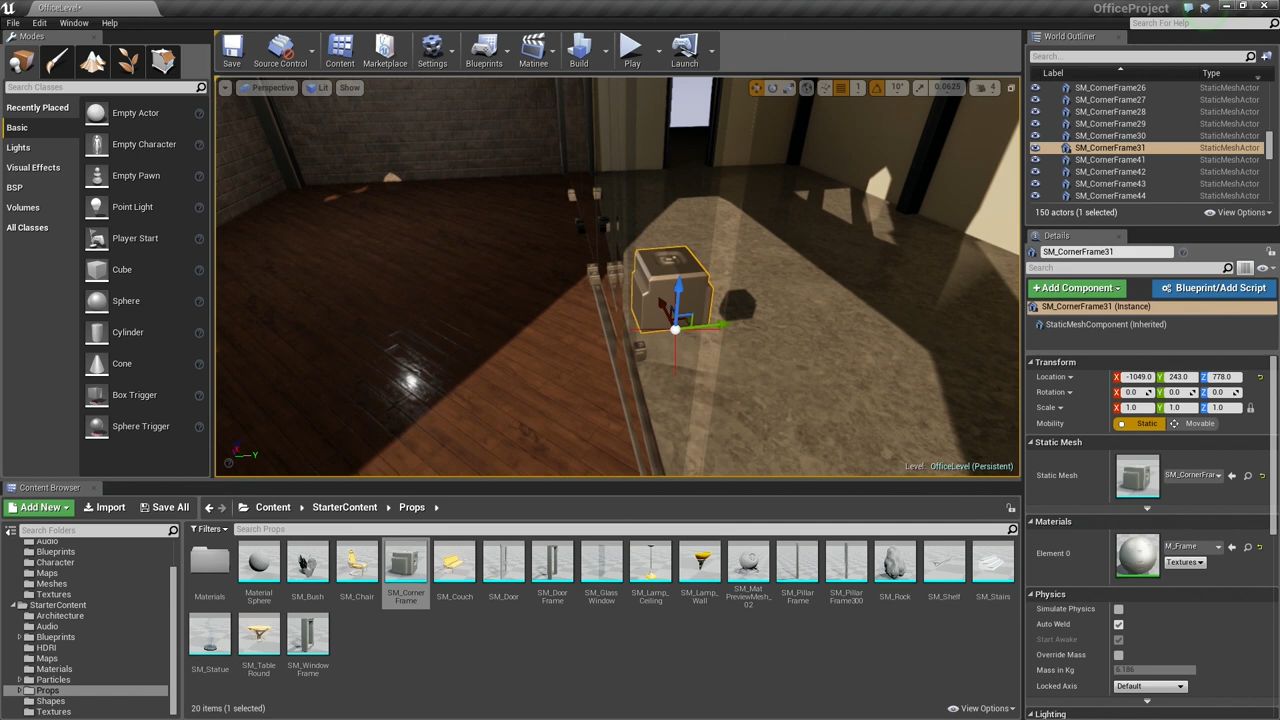 OfficeLevel*
OfficeProject
File Edit Window Help
Search For Help
Modes
Search Classes
Recently Placed
Basic
Lights
Visual Effects
BSP
Volumes
All Classes
Empty Actor
Empty Character
Empty Pawn
Point Light
Player Start
Cube
Sphere
Cylinder
Cone
Box Trigger
Sphere Trigger
Save
Source Control
Content
Marketplace
Settings
Blueprints
Matinee
Build
Play
Launch
Perspective
Lit
Show
1
10°
0.0625
4
Y
Level: OfficeLevel (Persistent)
World Outliner
Search...
Label Type
SM_CornerFrame26 StaticMeshActor
SM_CornerFrame27 StaticMeshActor
SM_CornerFrame28 StaticMeshActor
SM_CornerFrame29 StaticMeshActor
SM_CornerFrame30 StaticMeshActor
SM_CornerFrame31 StaticMeshActor
SM_CornerFrame41 StaticMeshActor
SM_CornerFrame42 StaticMeshActor
SM_CornerFrame43 StaticMeshActor
SM_CornerFrame44 StaticMeshActor
150 actors (1 selected)
View Options
Details
SM_CornerFrame31
Search
+Add Component
Blueprint/Add Script
SM_CornerFrame31 (Instance)
StaticMeshComponent (Inherited)
Transform
Location X -1049.0 Y 243.0 Z 778.0
Rotation X 0.0 Y 0.0 Z 0.0
Scale X 1.0 Y 1.0 Z 1.0
Mobility Static Movable
Static Mesh
Static Mesh SM_CornerFrar
Materials
Element 0 M_Frame
Textures
Physics
Simulate Physics
Auto Weld
Start Awake
Override Mass
Mass in Kg 6.186
Locked Axis Default
Lighting
Content Browser
Add New Import Save All
Content StarterContent Props
Search Folders
Filters
Search Props
Audio
Blueprints
Character
Maps
Meshes
Textures
StarterContent
Architecture
Audio
Blueprints
HDRI
Maps
Materials
Particles
Props
Shapes
Textures
Materials
Material
Sphere
SM_Bush
SM_Chair
SM_Corner
Frame
SM_Couch
SM_Door
SM_Door
Frame
SM_Glass
Window
SM_Lamp_
Ceiling
SM_Lamp_
Wall
SM_Mat
PreviewMesh_
02
SM_Pillar
Frame
SM_Pillar
Frame300
SM_Rock
SM_Shelf
SM_Stairs
SM_Statue
SM_Table
Round
SM_Window
Frame
20 items (1 selected)
View Options